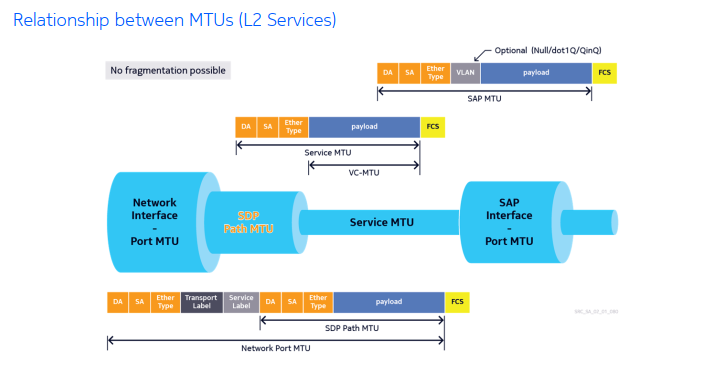 Relationship between MTUs (L2 Services)
Optional (Null/dot1Q/QinQ)
No fragmentation possible
DA SA Ether Type VLAN payload FCS
SAP MTU
DA SA Ether Type payload FCS
Service MTU
VC-MTU
Network
Interface
-
Port MTU
SDP
Path MTU
Service MTU
SAP
Interface
-
Port MTU
DA SA Ether Type Transport Label Service Label DA SA Ether Type payload FCS
SDP Path MTU
Network Port MTU